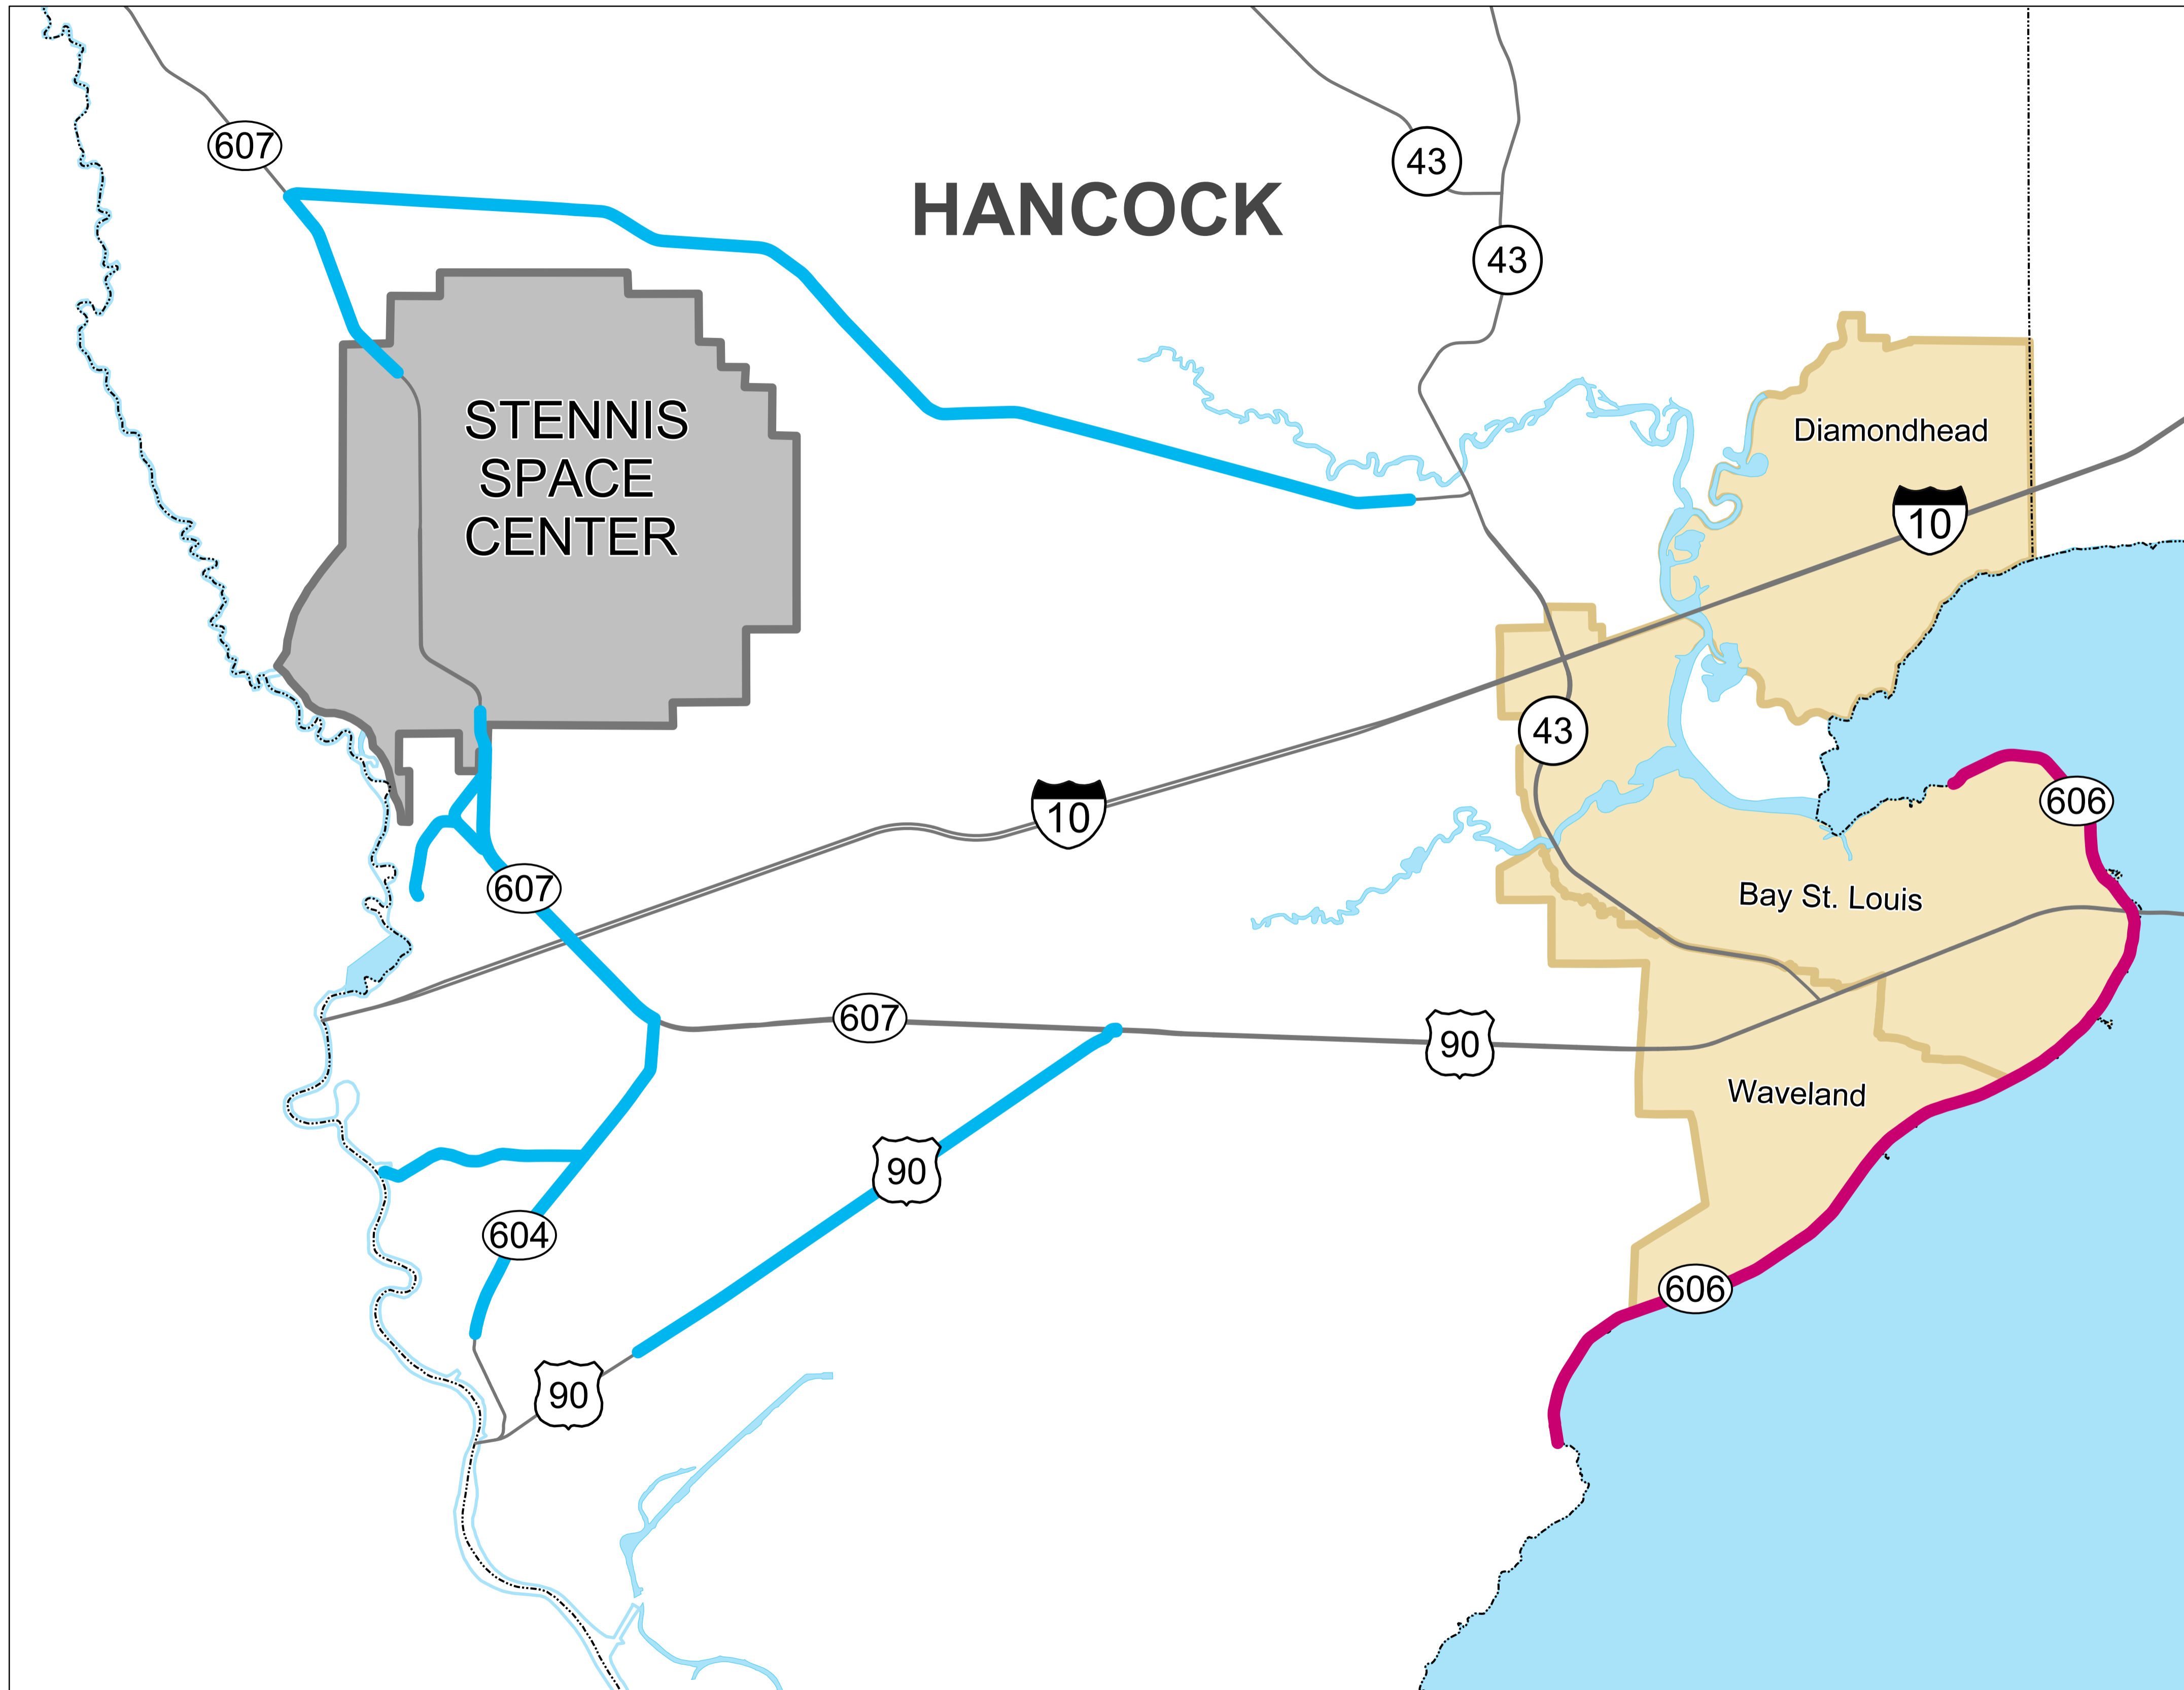 607
43
HANCOCK
43
STENNIS
SPACE
CENTER
Diamondhead
10
43
10
606
607
Bay St. Louis
607
90
Waveland
90
604
606
90